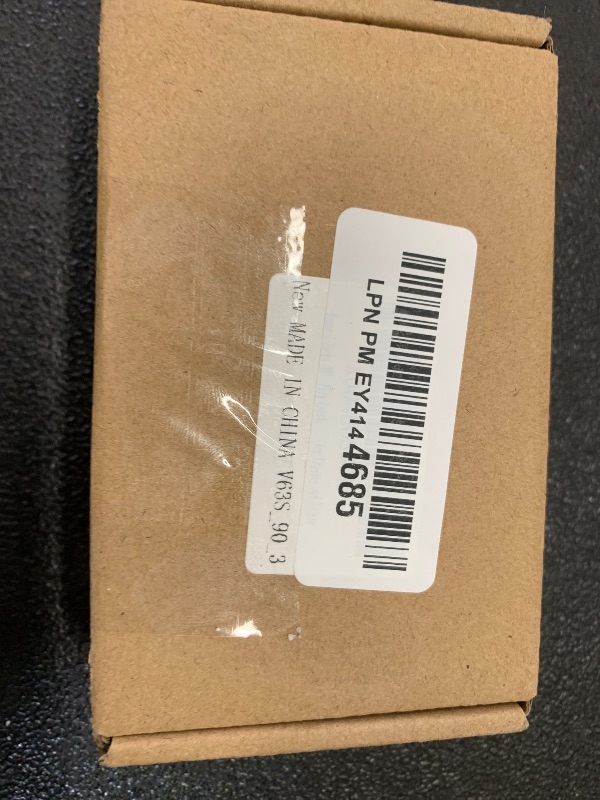 LPN PM EY4144685
New MADE IN CHINA V63S_90_3